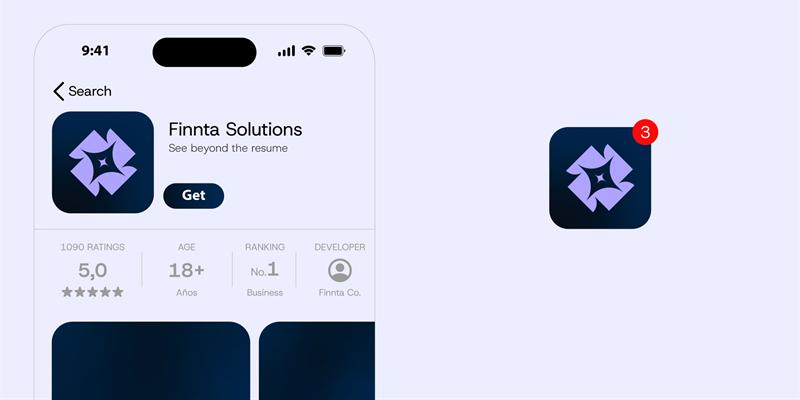 9:41
Search
Finnta Solutions
See beyond the resume
Get
1090 RATINGS
5,0
AGE
18+
Años
RANKING
No.1
Business
DEVELOPER
Finnta Co.
3